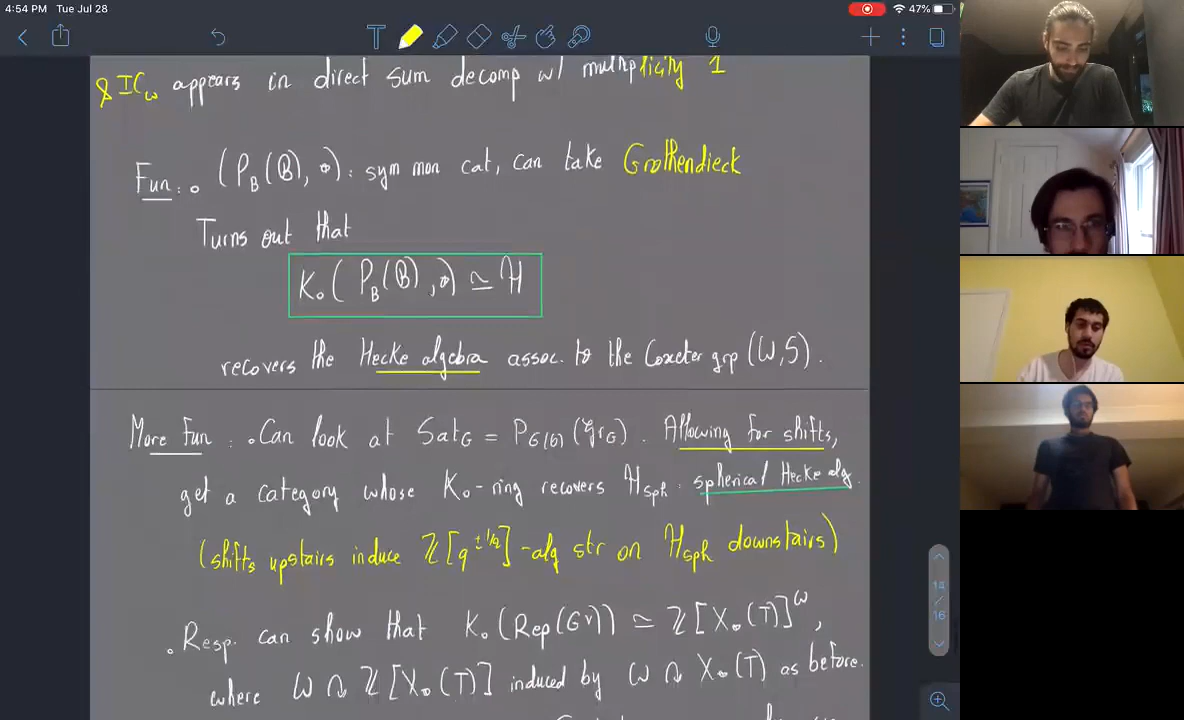 4:54 PM Tue Jul 28
47%
& IC_w appears in direct sum decomp w/ multiplicity 1
Fun: ∘ (P_B(B), *): sym mon cat, can take Grothendieck
Turns out that
K₀(P_B(B), *) ≃ H
recovers the Hecke algebra assoc. to the Coxeter grp (W,S).
More Fun: ∘ Can look at Sat_G = P_G(O)(Gr_G). Allowing for shifts,
get a category whose K₀-ring recovers H_sph: spherical Hecke alg.
(shifts upstairs induce ℤ[q^±1/2]-alg str on H_sph downstairs)
∘ Resp. can show that K₀(Rep(G^∨)) ≃ ℤ[X_•(T)]^W,
where W ↷ ℤ[X_•(T)] induced by W ↷ X_•(T) as before.
14
/
16